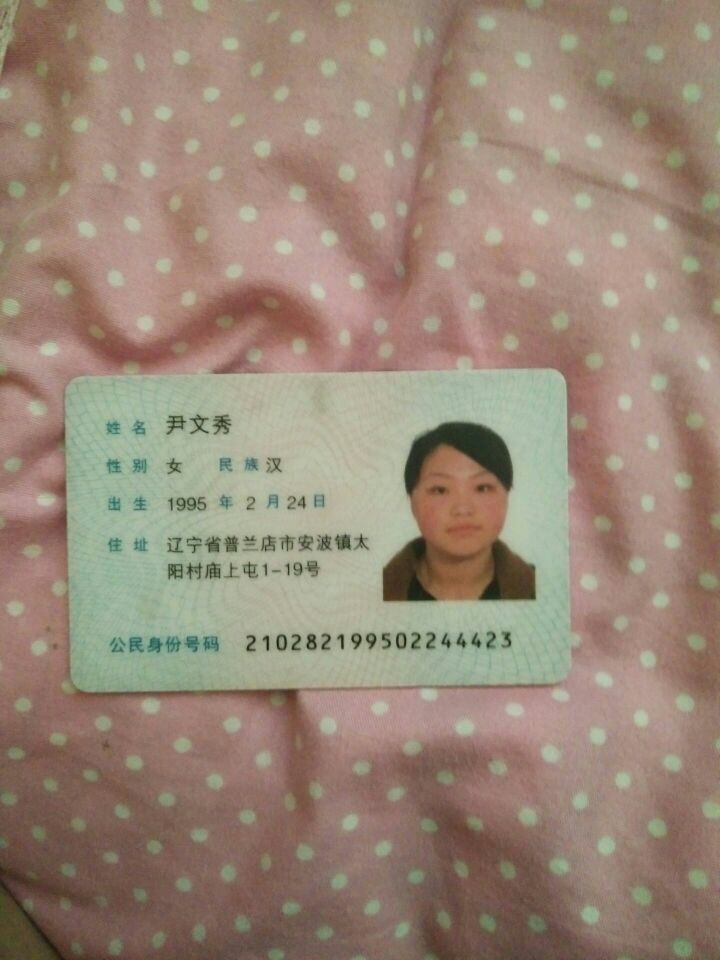 姓名 尹文秀
性别 女 民族 汉
出生 1995 年 2 月 24 日
住址 辽宁省普兰店市安波镇太
阳村庙上屯1-19号
公民身份号码 210282199502244423